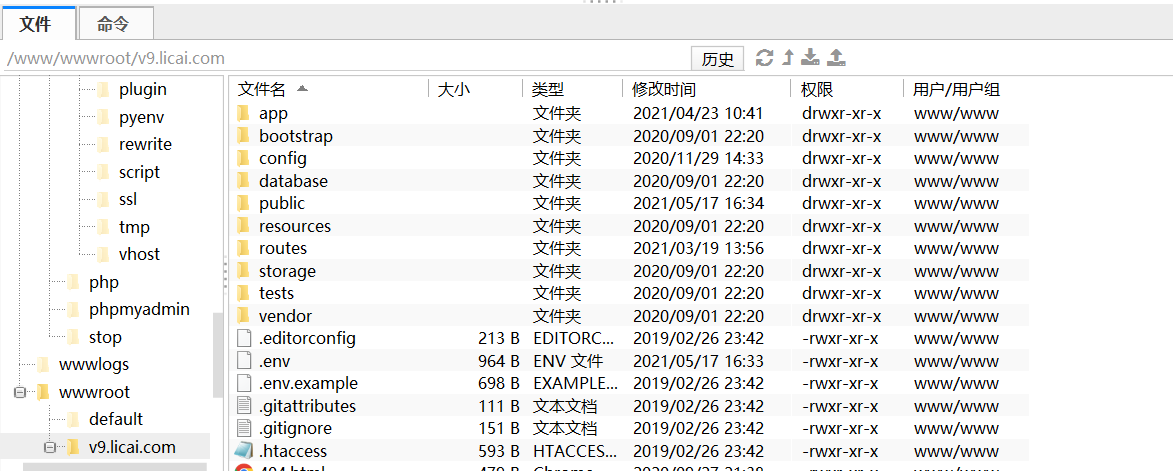 文件 命令
/www/wwwroot/v9.licai.com 历史
plugin
pyenv
rewrite
script
ssl
tmp
vhost
php
phpmyadmin
stop
wwwlogs
wwwroot
default
v9.licai.com
文件名 大小 类型 修改时间 权限 用户/用户组
app 文件夹 2021/04/23 10:41 drwxr-xr-x www/www
bootstrap 文件夹 2020/09/01 22:20 drwxr-xr-x www/www
config 文件夹 2020/11/29 14:33 drwxr-xr-x www/www
database 文件夹 2020/09/01 22:20 drwxr-xr-x www/www
public 文件夹 2021/05/17 16:34 drwxr-xr-x www/www
resources 文件夹 2020/09/01 22:20 drwxr-xr-x www/www
routes 文件夹 2021/03/19 13:56 drwxr-xr-x www/www
storage 文件夹 2020/09/01 22:20 drwxr-xr-x www/www
tests 文件夹 2020/09/01 22:20 drwxr-xr-x www/www
vendor 文件夹 2020/09/01 22:20 drwxr-xr-x www/www
.editorconfig 213 B EDITORC... 2019/02/26 23:42 -rwxr-xr-x www/www
.env 964 B ENV 文件 2021/05/17 16:33 -rwxr-xr-x www/www
.env.example 698 B EXAMPLE... 2019/02/26 23:42 -rwxr-xr-x www/www
.gitattributes 111 B 文本文档 2019/02/26 23:42 -rwxr-xr-x www/www
.gitignore 151 B 文本文档 2019/02/26 23:42 -rwxr-xr-x www/www
.htaccess 593 B HTACCES... 2019/02/26 23:42 -rwxr-xr-x www/www